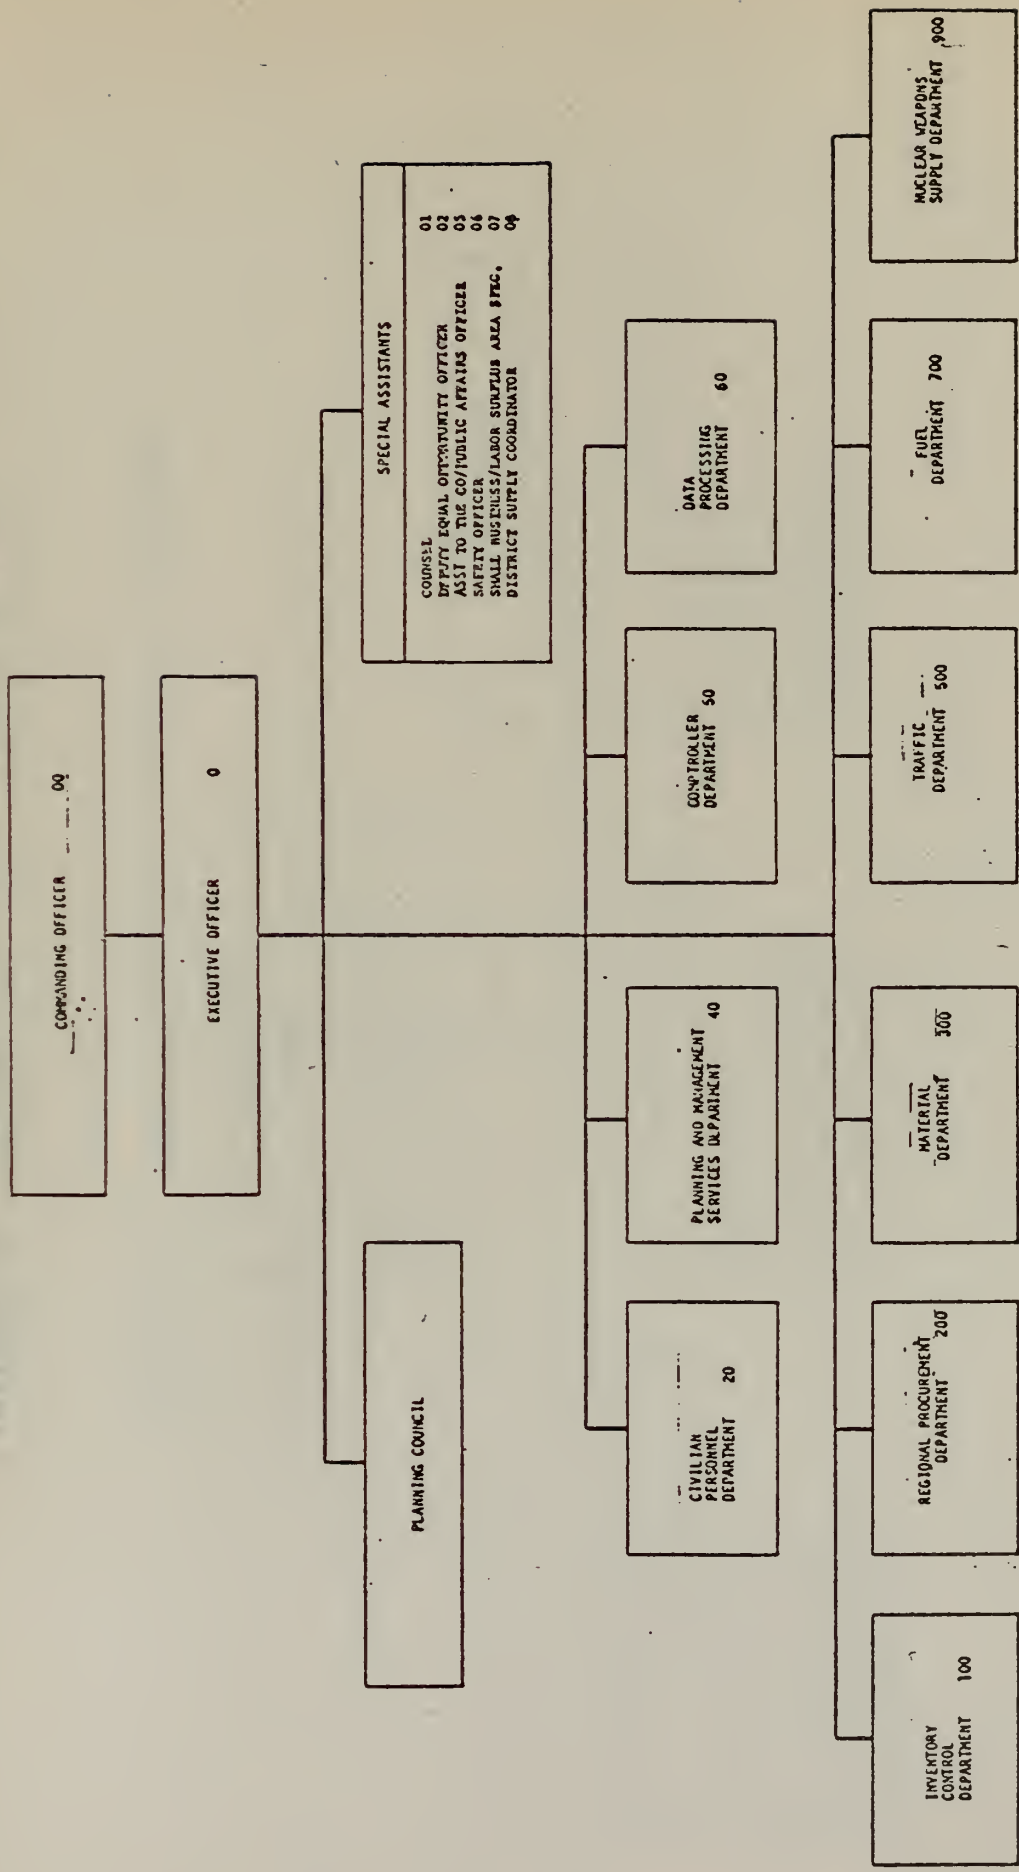 COMMANDING OFFICER 00
EXECUTIVE OFFICER 0
PLANNING COUNCIL
SPECIAL ASSISTANTS
COUNSEL 01
DEPUTY EQUAL OPPORTUNITY OFFICER 02
ASST TO THE CO/PUBLIC AFFAIRS OFFICER 05
SAFETY OFFICER 06
SMALL BUSINESS/LABOR SURPLUS AREA SPEC. 07
DISTRICT SUPPLY COORDINATOR 08
CIVILIAN
PERSONNEL
DEPARTMENT 20
PLANNING AND MANAGEMENT
SERVICES DEPARTMENT 40
COMPTROLLER
DEPARTMENT 50
DATA
PROCESSING
DEPARTMENT 60
INVENTORY
CONTROL
DEPARTMENT 100
REGIONAL PROCUREMENT
DEPARTMENT 200
MATERIAL
DEPARTMENT 300
TRAFFIC
DEPARTMENT 500
FUEL
DEPARTMENT 700
NUCLEAR WEAPONS
SUPPLY DEPARTMENT 900